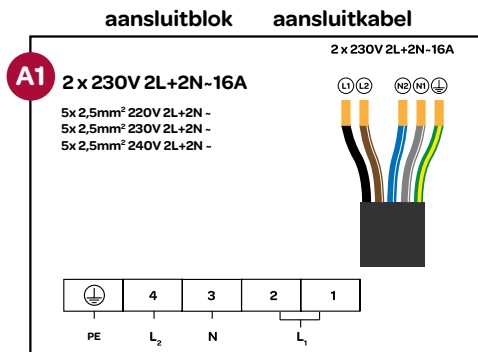 aansluitblok aansluitkabel
A1
2 x 230V 2L+2N~16A
2 x 230V 2L+2N~16A
5x 2,5mm² 220V 2L+2N ~
5x 2,5mm² 230V 2L+2N ~
5x 2,5mm² 240V 2L+2N ~
L1 L2 N2 N1
4 3 2 1
PE L₂ N L₁